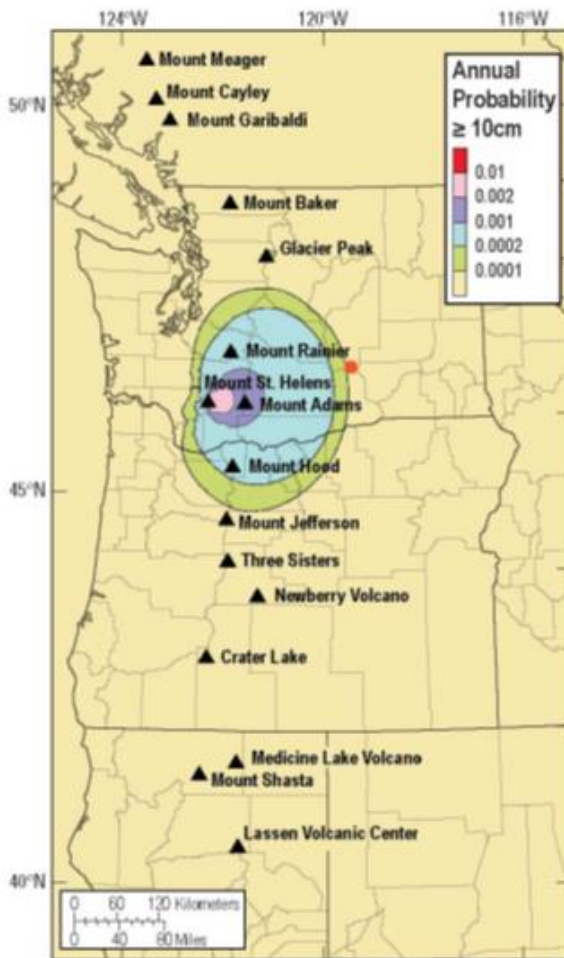 124°W
120°W
116°W
Mount Meager
Mount Cayley
50°N
Mount Garibaldi
Annual
Probability
≥ 10cm
0.01
0.002
0.001
0.0002
0.0001
Mount Baker
Glacier Peak
Mount Rainier
Mount St. Helens
Mount Adams
Mount Hood
45°N
Mount Jefferson
Three Sisters
Newberry Volcano
Crater Lake
Medicine Lake Volcano
Mount Shasta
Lassen Volcanic Center
40°N
0 60 120 Kilometers
0 40 80 Miles